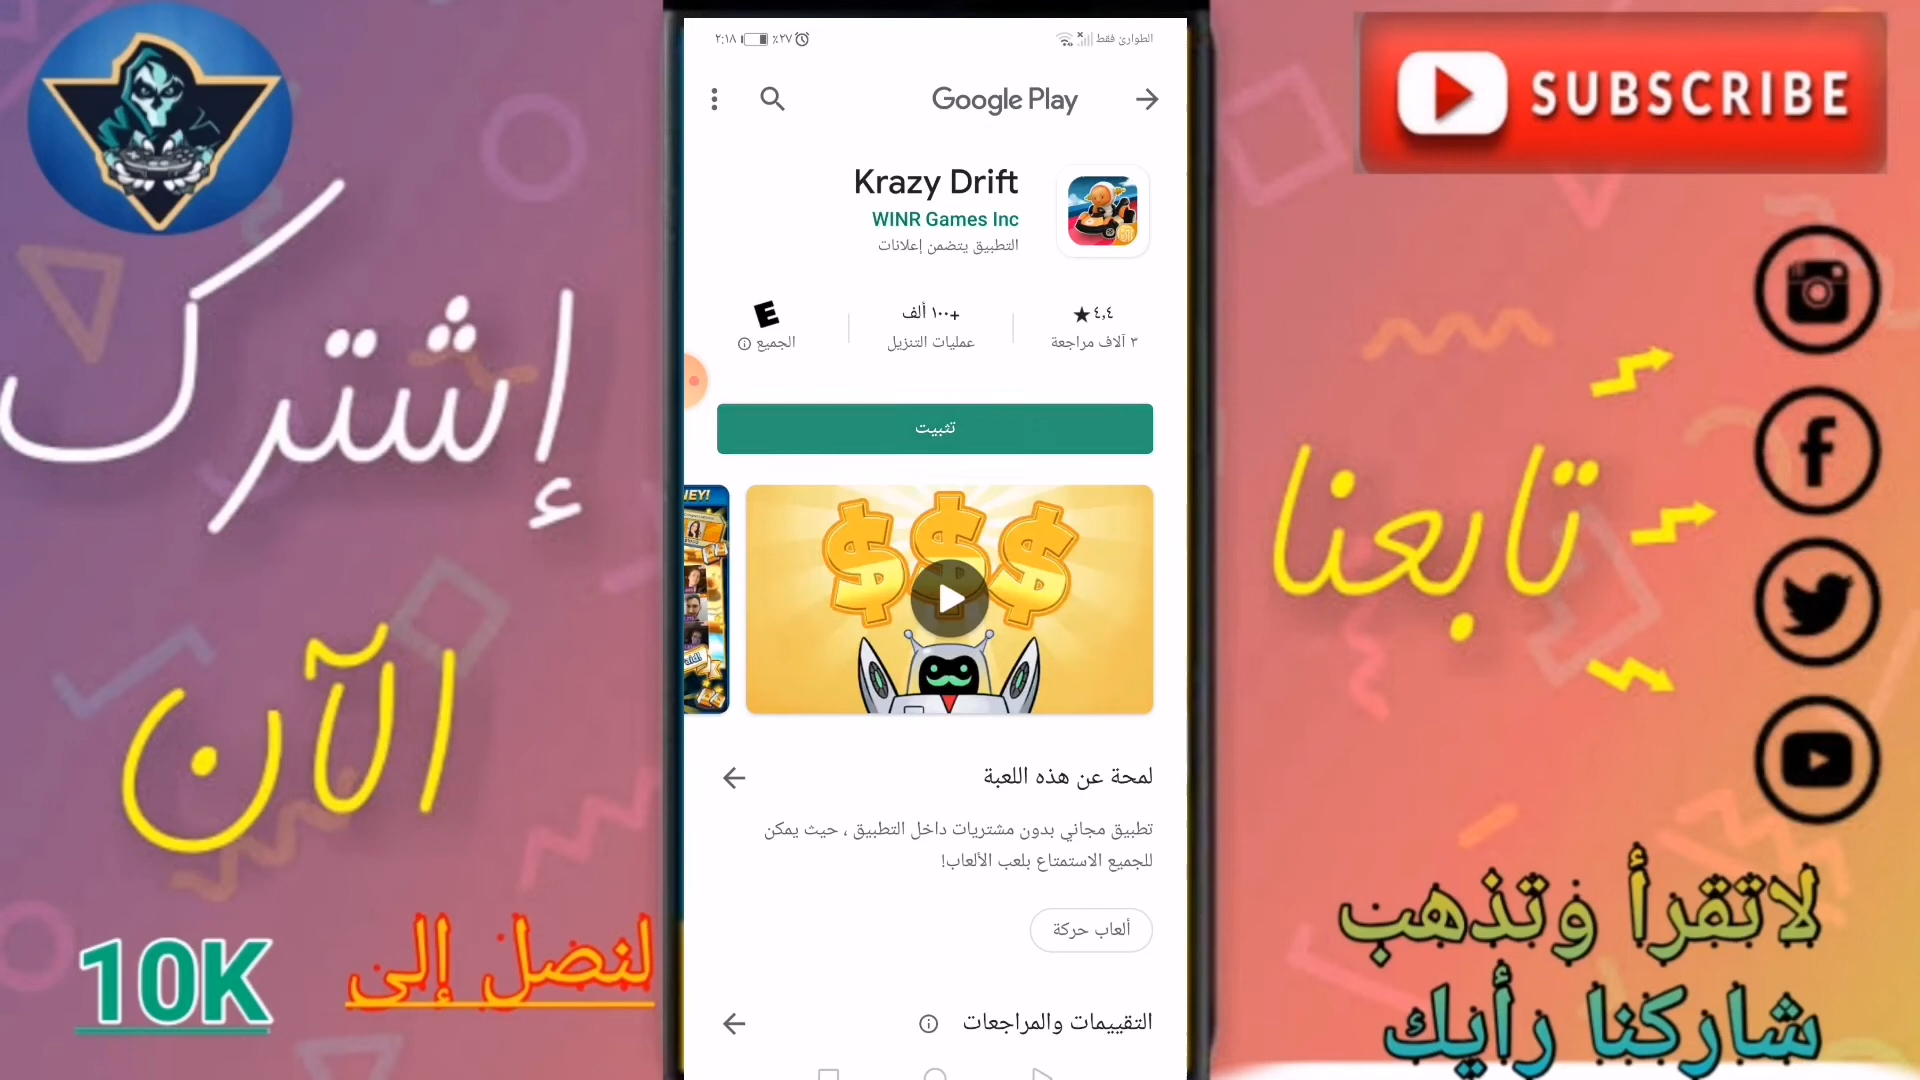 ٢:١٨ ٪٢٧ الطوارئ فقط
Google Play
Krazy Drift
WINR Games Inc
التطبيق يتضمن إعلانات
٤٫٤ ★
٣ آلاف مراجعة
+١٠٠ ألف
عمليات التنزيل
E
الجميع
تثبيت
$$$
لمحة عن هذه اللعبة
تطبيق مجاني بدون مشتريات داخل التطبيق ، حيث يمكن
للجميع الاستمتاع بلعب الألعاب!
ألعاب حركة
التقييمات والمراجعات
SUBSCRIBE
إشترك
الآن
لنضل إلى
10K
تابعنا
لاتقرأ وتذهب
شاركنا رأيك